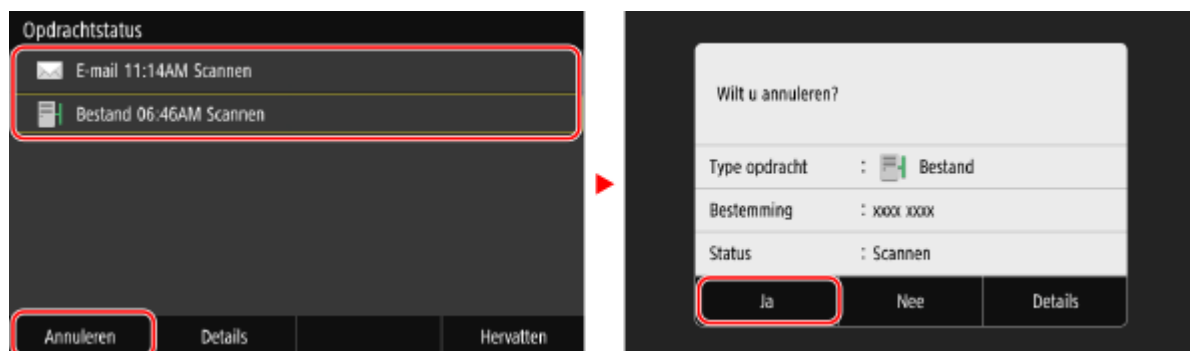 Opdrachtstatus
E-mail 11:14AM Scannen
Bestand 06:46AM Scannen
Annuleren Details Hervatten
Wilt u annuleren?
Type opdracht : Bestand
Bestemming : xxxx xxxx
Status : Scannen
Ja Nee Details